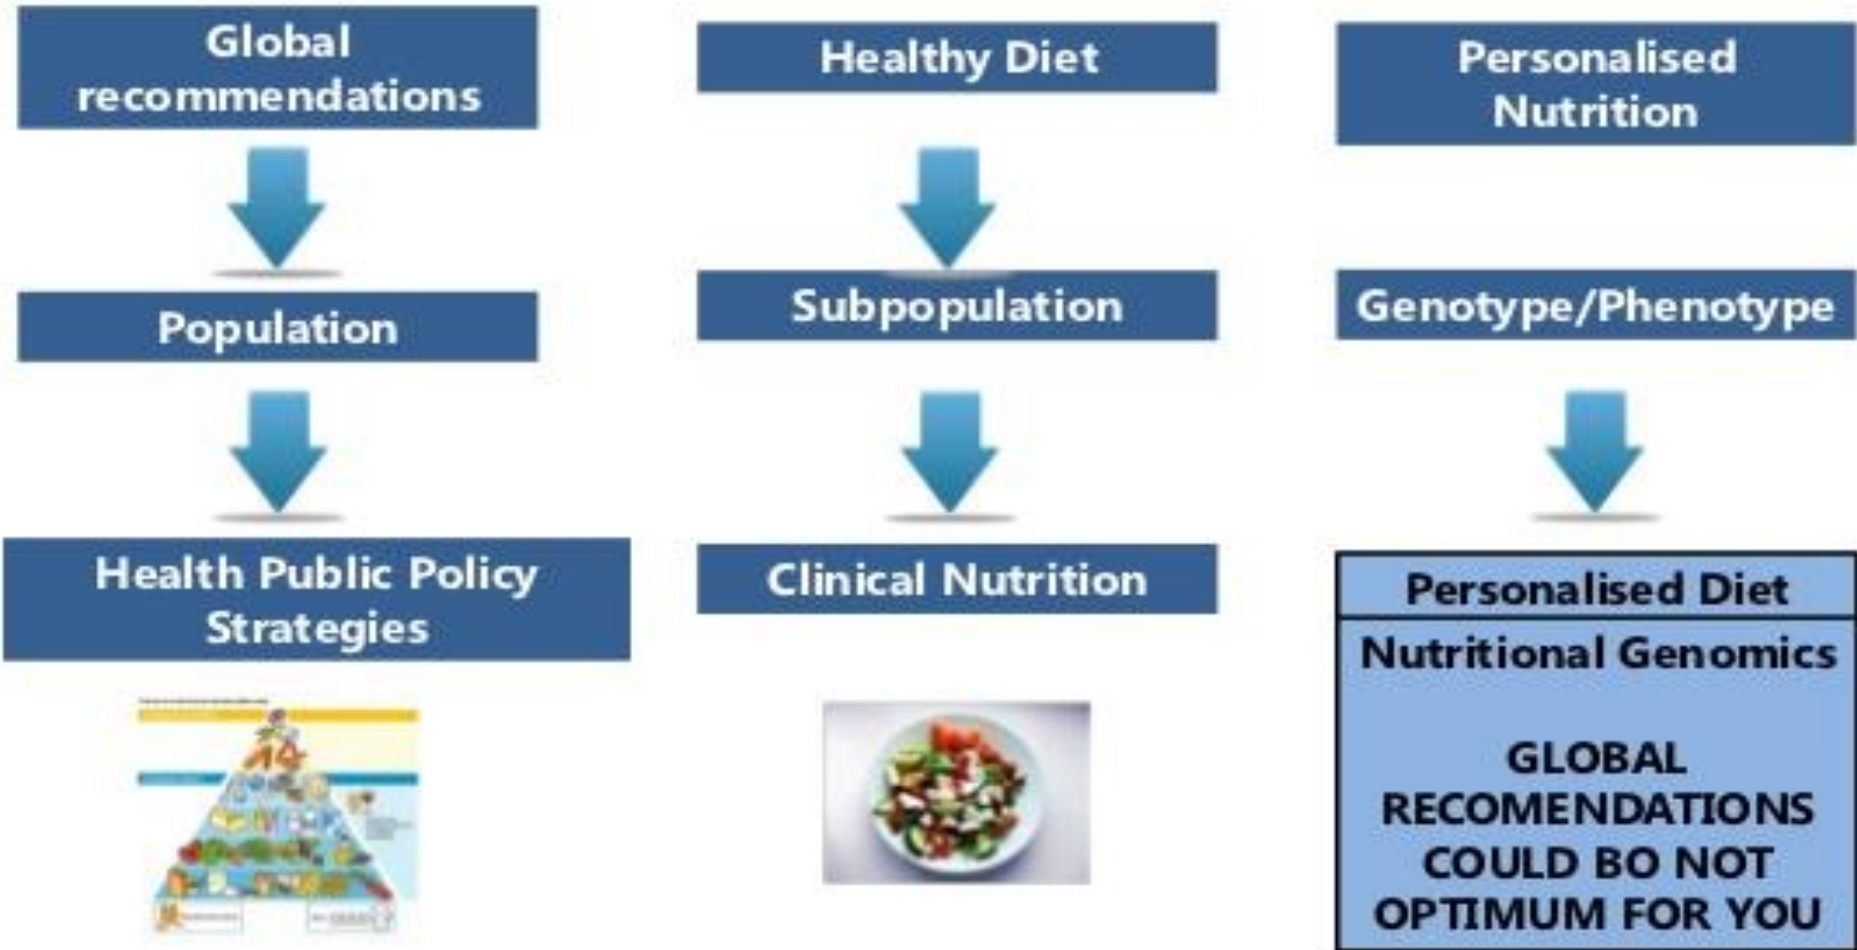 Global
recommendations
Population
Health Public Policy
Strategies
Healthy Diet
Subpopulation
Clinical Nutrition
Personalised
Nutrition
Genotype/Phenotype
Personalised Diet
Nutritional Genomics
GLOBAL
RECOMENDATIONS
COULD BO NOT
OPTIMUM FOR YOU